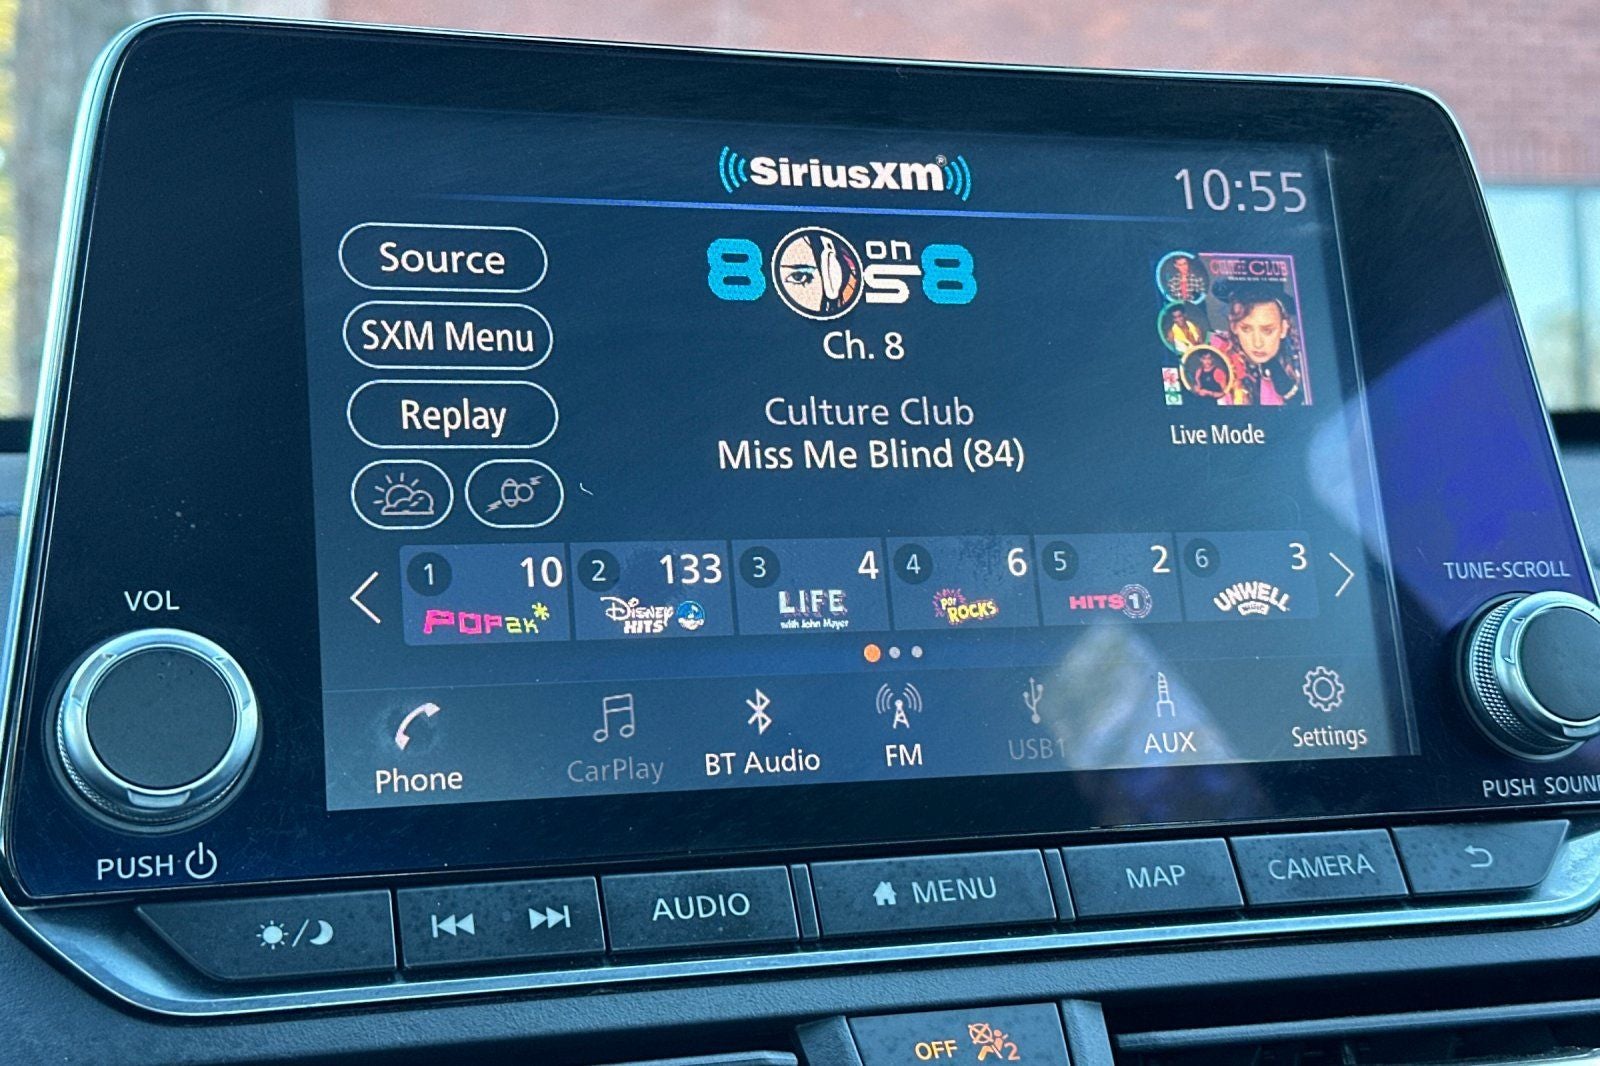 SiriusXM®
10:55
Source
SXM Menu
Replay
8 on 8
Ch. 8
Culture Club
Miss Me Blind (84)
CULTURE CLUB
Live Mode
1 10 POP2K*
2 133 DISNEY HITS
3 4 LIFE with John Mayer
4 6 POP ROCKS
5 2 HITS 1
6 3 UNWELL MUSIC
Phone
CarPlay
BT Audio
FM
USB1
AUX
Settings
VOL
PUSH
TUNE·SCROLL
PUSH SOUN
AUDIO
MENU
MAP
CAMERA
OFF
2